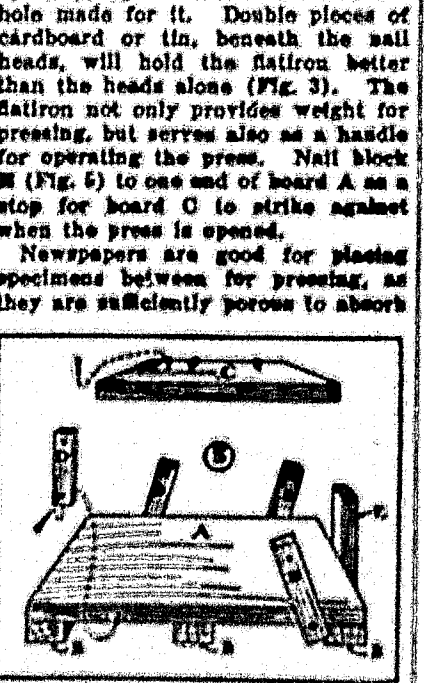 hole made for it. Double pieces of
cardboard or tin, beneath the nail
heads, will hold the flatiron better
than the heads alone (Fig. 3). The
flatiron not only provides weight for
pressing, but serves also as a handle
for operating the press. Nail block
(Fig. 5) to one end of board A as a
stop for board C to strike against
when the press is opened.
Newspapers are good for placing
specimens between for pressing, as
they are sufficiently porous to absorb
C
D
5
A